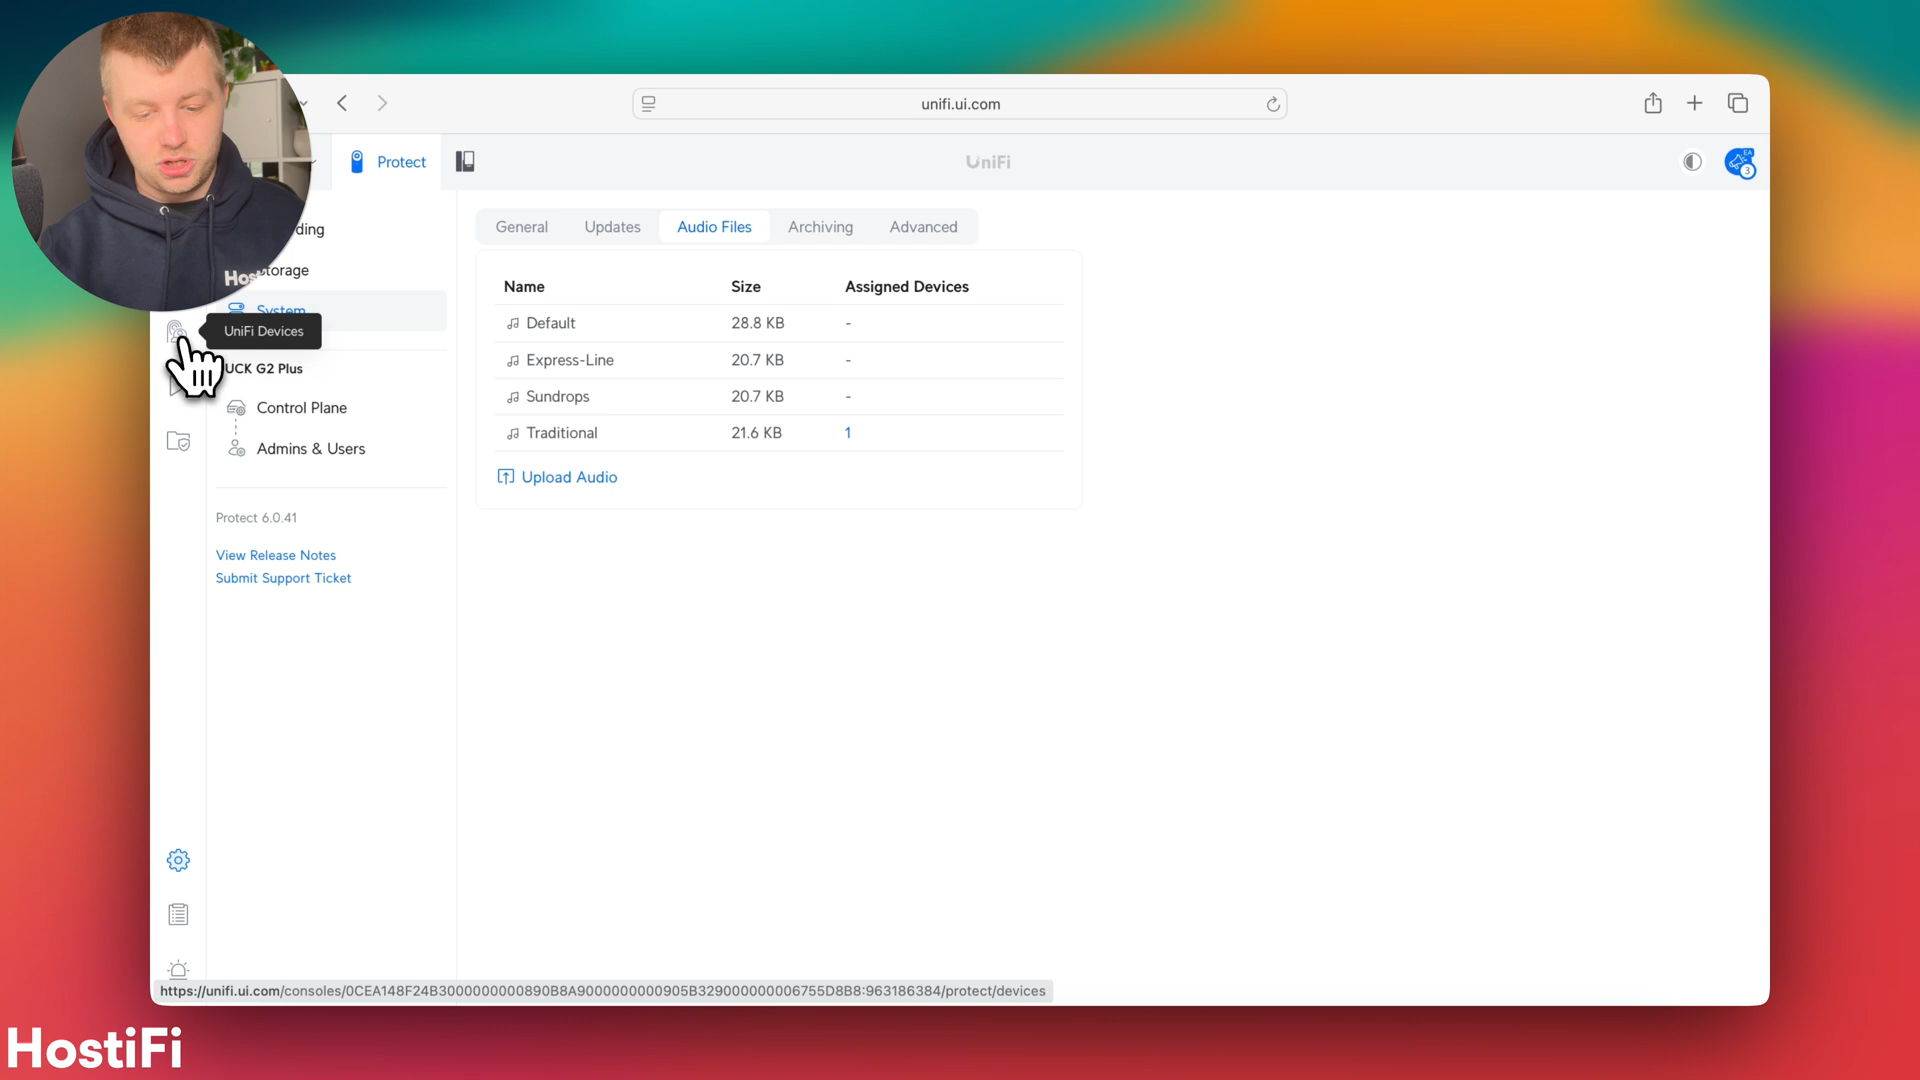 unifi.ui.com
Protect
UniFi
EA
3
ding
torage
System
UniFi Devices
UCK G2 Plus
Control Plane
Admins & Users
Protect 6.0.41
View Release Notes
Submit Support Ticket
General Updates Audio Files Archiving Advanced
Name Size Assigned Devices
Default 28.8 KB -
Express-Line 20.7 KB -
Sundrops 20.7 KB -
Traditional 21.6 KB 1
Upload Audio
Hos
https://unifi.ui.com/consoles/0CEA148F24B3000000000890B8A9000000000905B329000000006755D8B8:963186384/protect/devices
HostiFi